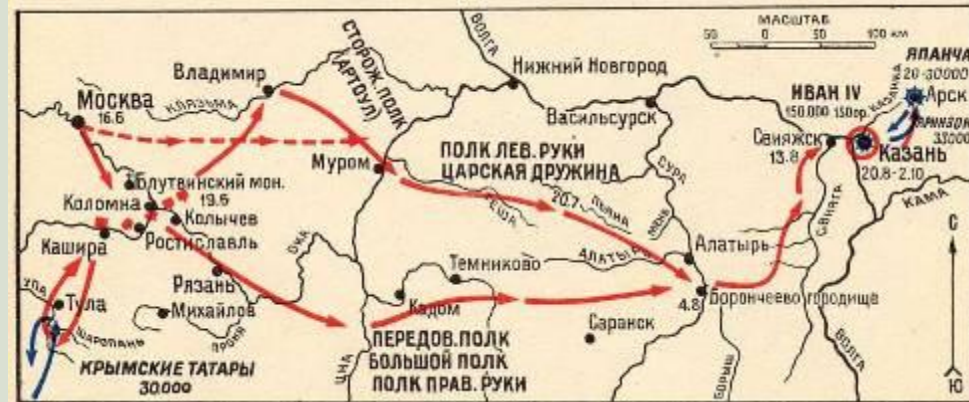 МАСШТАБ
50 0 50 100 км
ВОЛГА
СТОРОЖ. ПОЛК
(АРТОУЛ)
Нижний Новгород
ЯПАНЧА
20-30000
Владимир
КЛЯЗЬМА
Москва
16.6
Васильсурск
ИВАН IV
150.000 150 ор.
КАЗАНКА
Арск
33000
Свияжск
13.8
Казань
20.8-2.10
Муром
ПОЛК ЛЕВ. РУКИ
ЦАРСКАЯ ДРУЖИНА
СУРА
Блутвинский мон.
19.6
Коломна
Колычев
ТЕША
20.7
ПЬЯНА
МЕНЬ
СВИЯГА
КАМА
С
Кашира
Ростиславль
ОКА
АЛАТЫРЬ
Алатырь
УПА
Тула
Рязань
Темниково
Михайлов
ПРОНЯ
Кадом
4.8
Борончеево городище
ШАРОПАНЬ
Саранск
ПЕРЕДОВ. ПОЛК
БОЛЬШОЙ ПОЛК
ПОЛК ПРАВ. РУКИ
КРЫМСКИЕ ТАТАРЫ
30.000
ЦНА
БОРЫШ
ВОЛГА
Ю